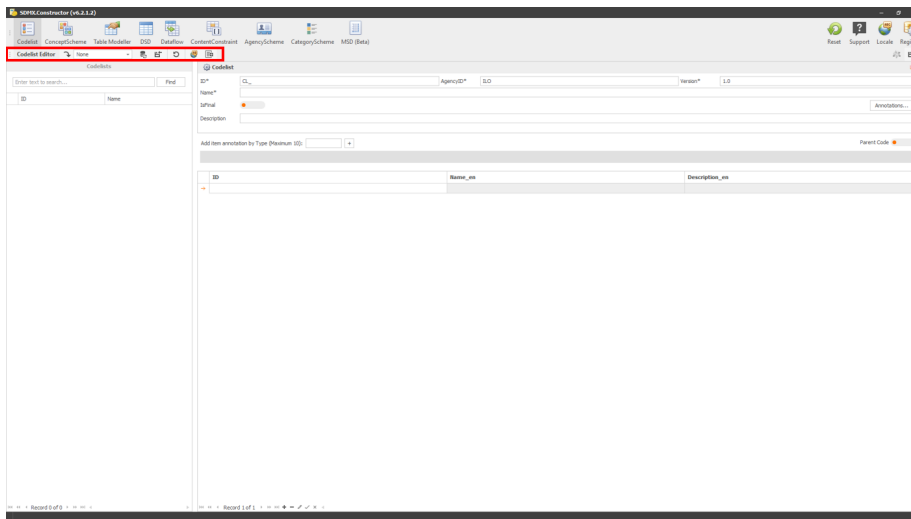 SDMX.Constructor (v6.2.1.2)
Codelist ConceptScheme Table Modeller DSD Dataflow ContentConstraint AgencyScheme CategoryScheme MSD (Beta) Reset Support Locale
Codelist Editor None
Codelists
Enter text to search... Find
ID Name
Codelist
ID* CL_ AgencyID* ILO Version* 1.0
Name*
IsFinal Annotations...
Description
Add item annotation by Type (Maximum 10): Parent Code
ID Name_en Description_en
Record 0 of 0
Record 1 of 1